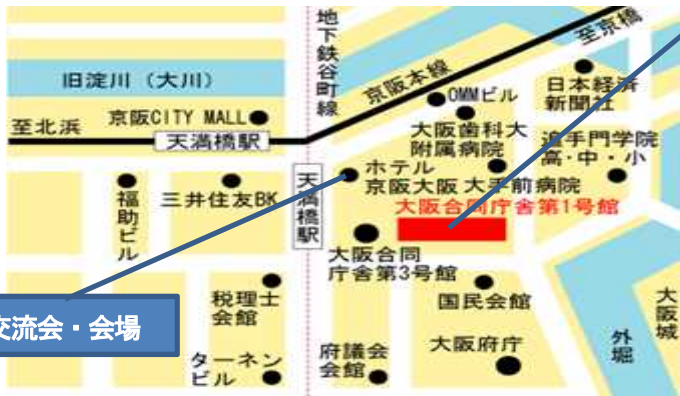 地下鉄谷町線
京阪本線
至京橋
旧淀川（大川）
OMMビル
日本経済
新聞社
京阪CITY MALL
至北浜
天満橋駅
大阪歯科大
附属病院
追手門学院
高・中・小
ホテル
京阪大阪
大手前病院
天満橋駅
福助ビル
三井住友BK
大阪合同庁舎第1号館
大阪合同
庁舎第3号館
税理士
会館
国民会館
大阪城
外堀
交流会・会場
ターネン
ビル
府議会
会館
大阪府庁